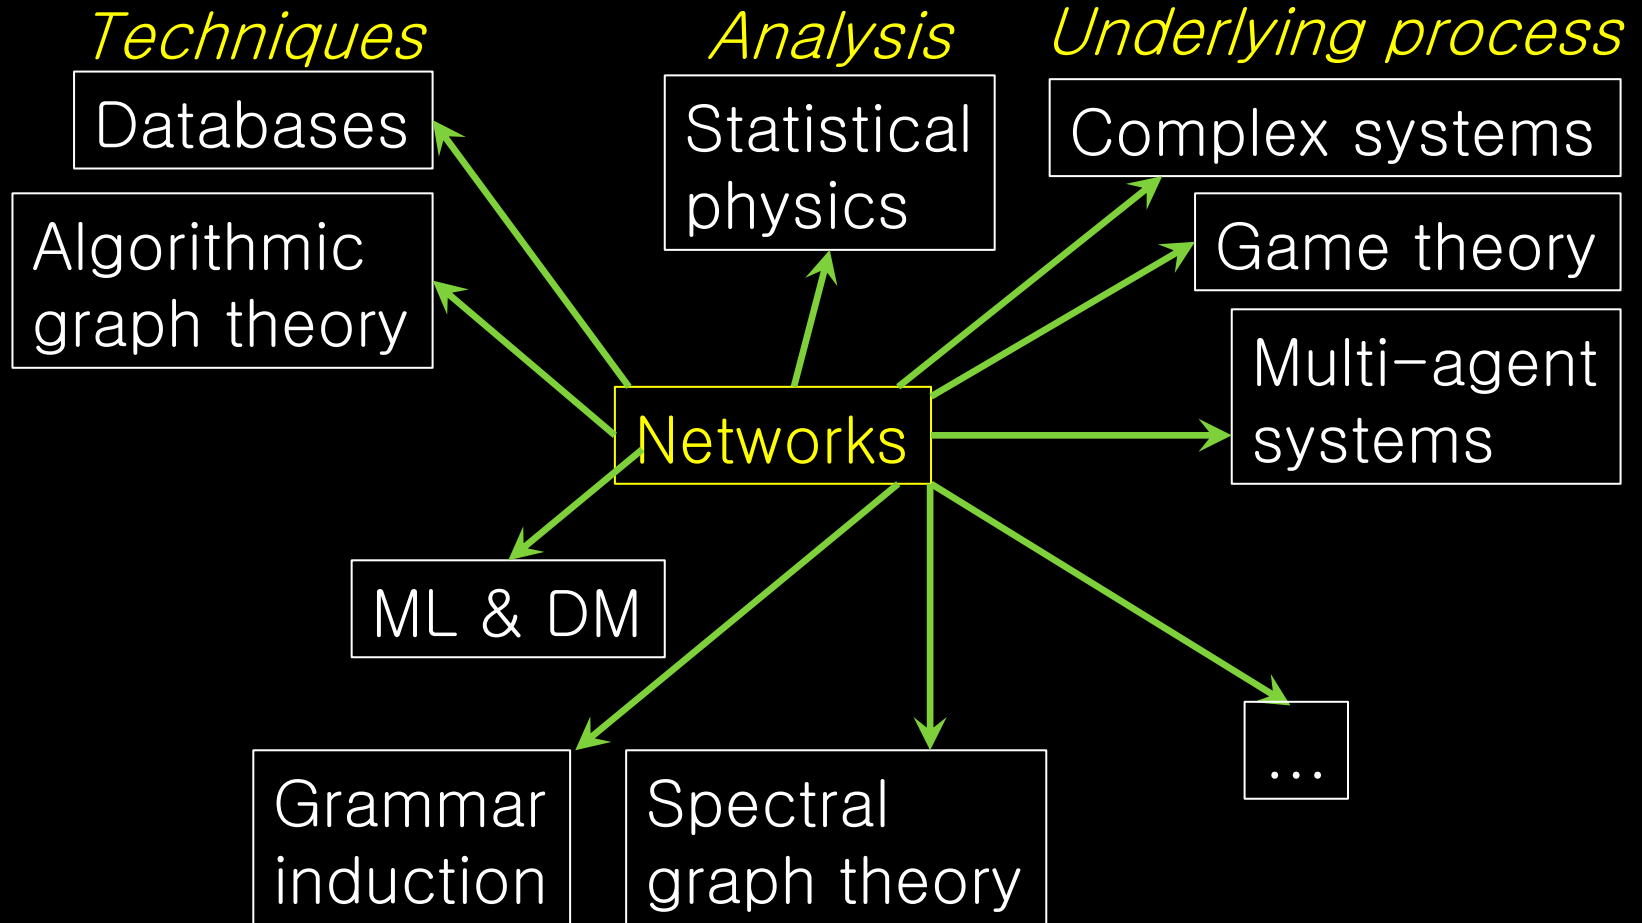 Techniques
Analysis
Underlying process
Databases
Statistical
physics
Complex systems
Algorithmic
graph theory
Game theory
Multi-agent
systems
Networks
ML & DM
...
Grammar
induction
Spectral
graph theory